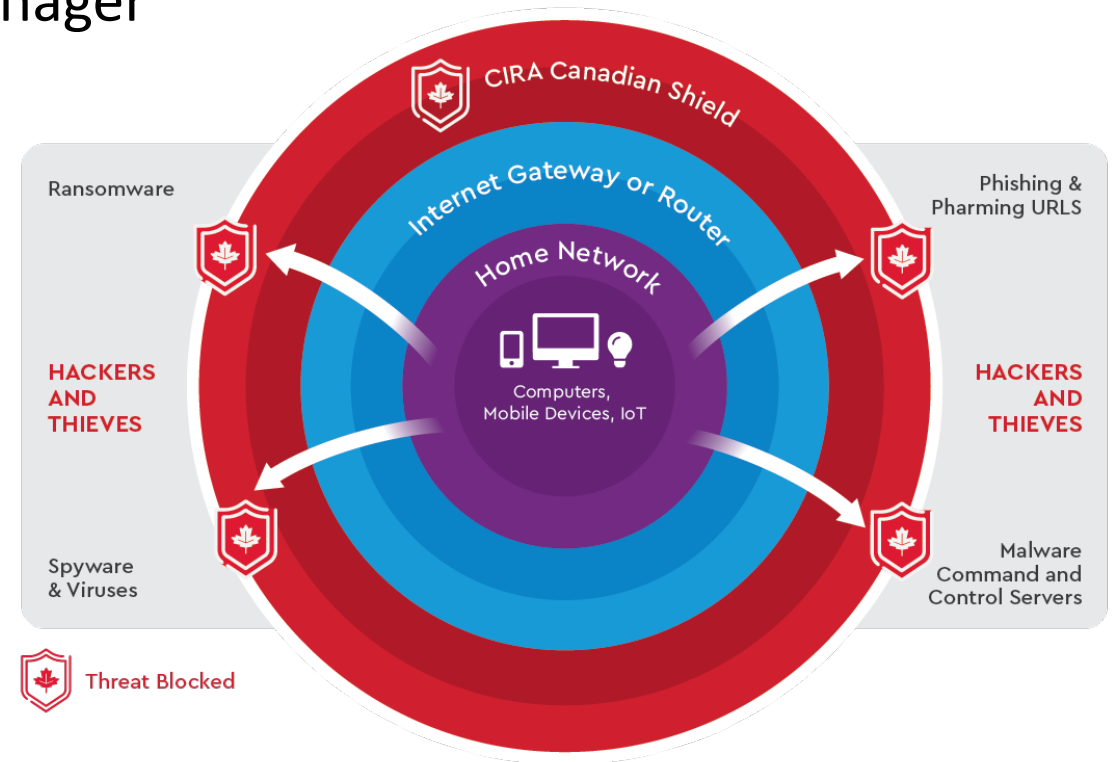 nager
CIRA Canadian Shield
Internet Gateway or Router
Home Network
Computers,
Mobile Devices, IoT
Ransomware
HACKERS
AND
THIEVES
Spyware
& Viruses
Phishing &
Pharming URLS
HACKERS
AND
THIEVES
Malware
Command and
Control Servers
Threat Blocked